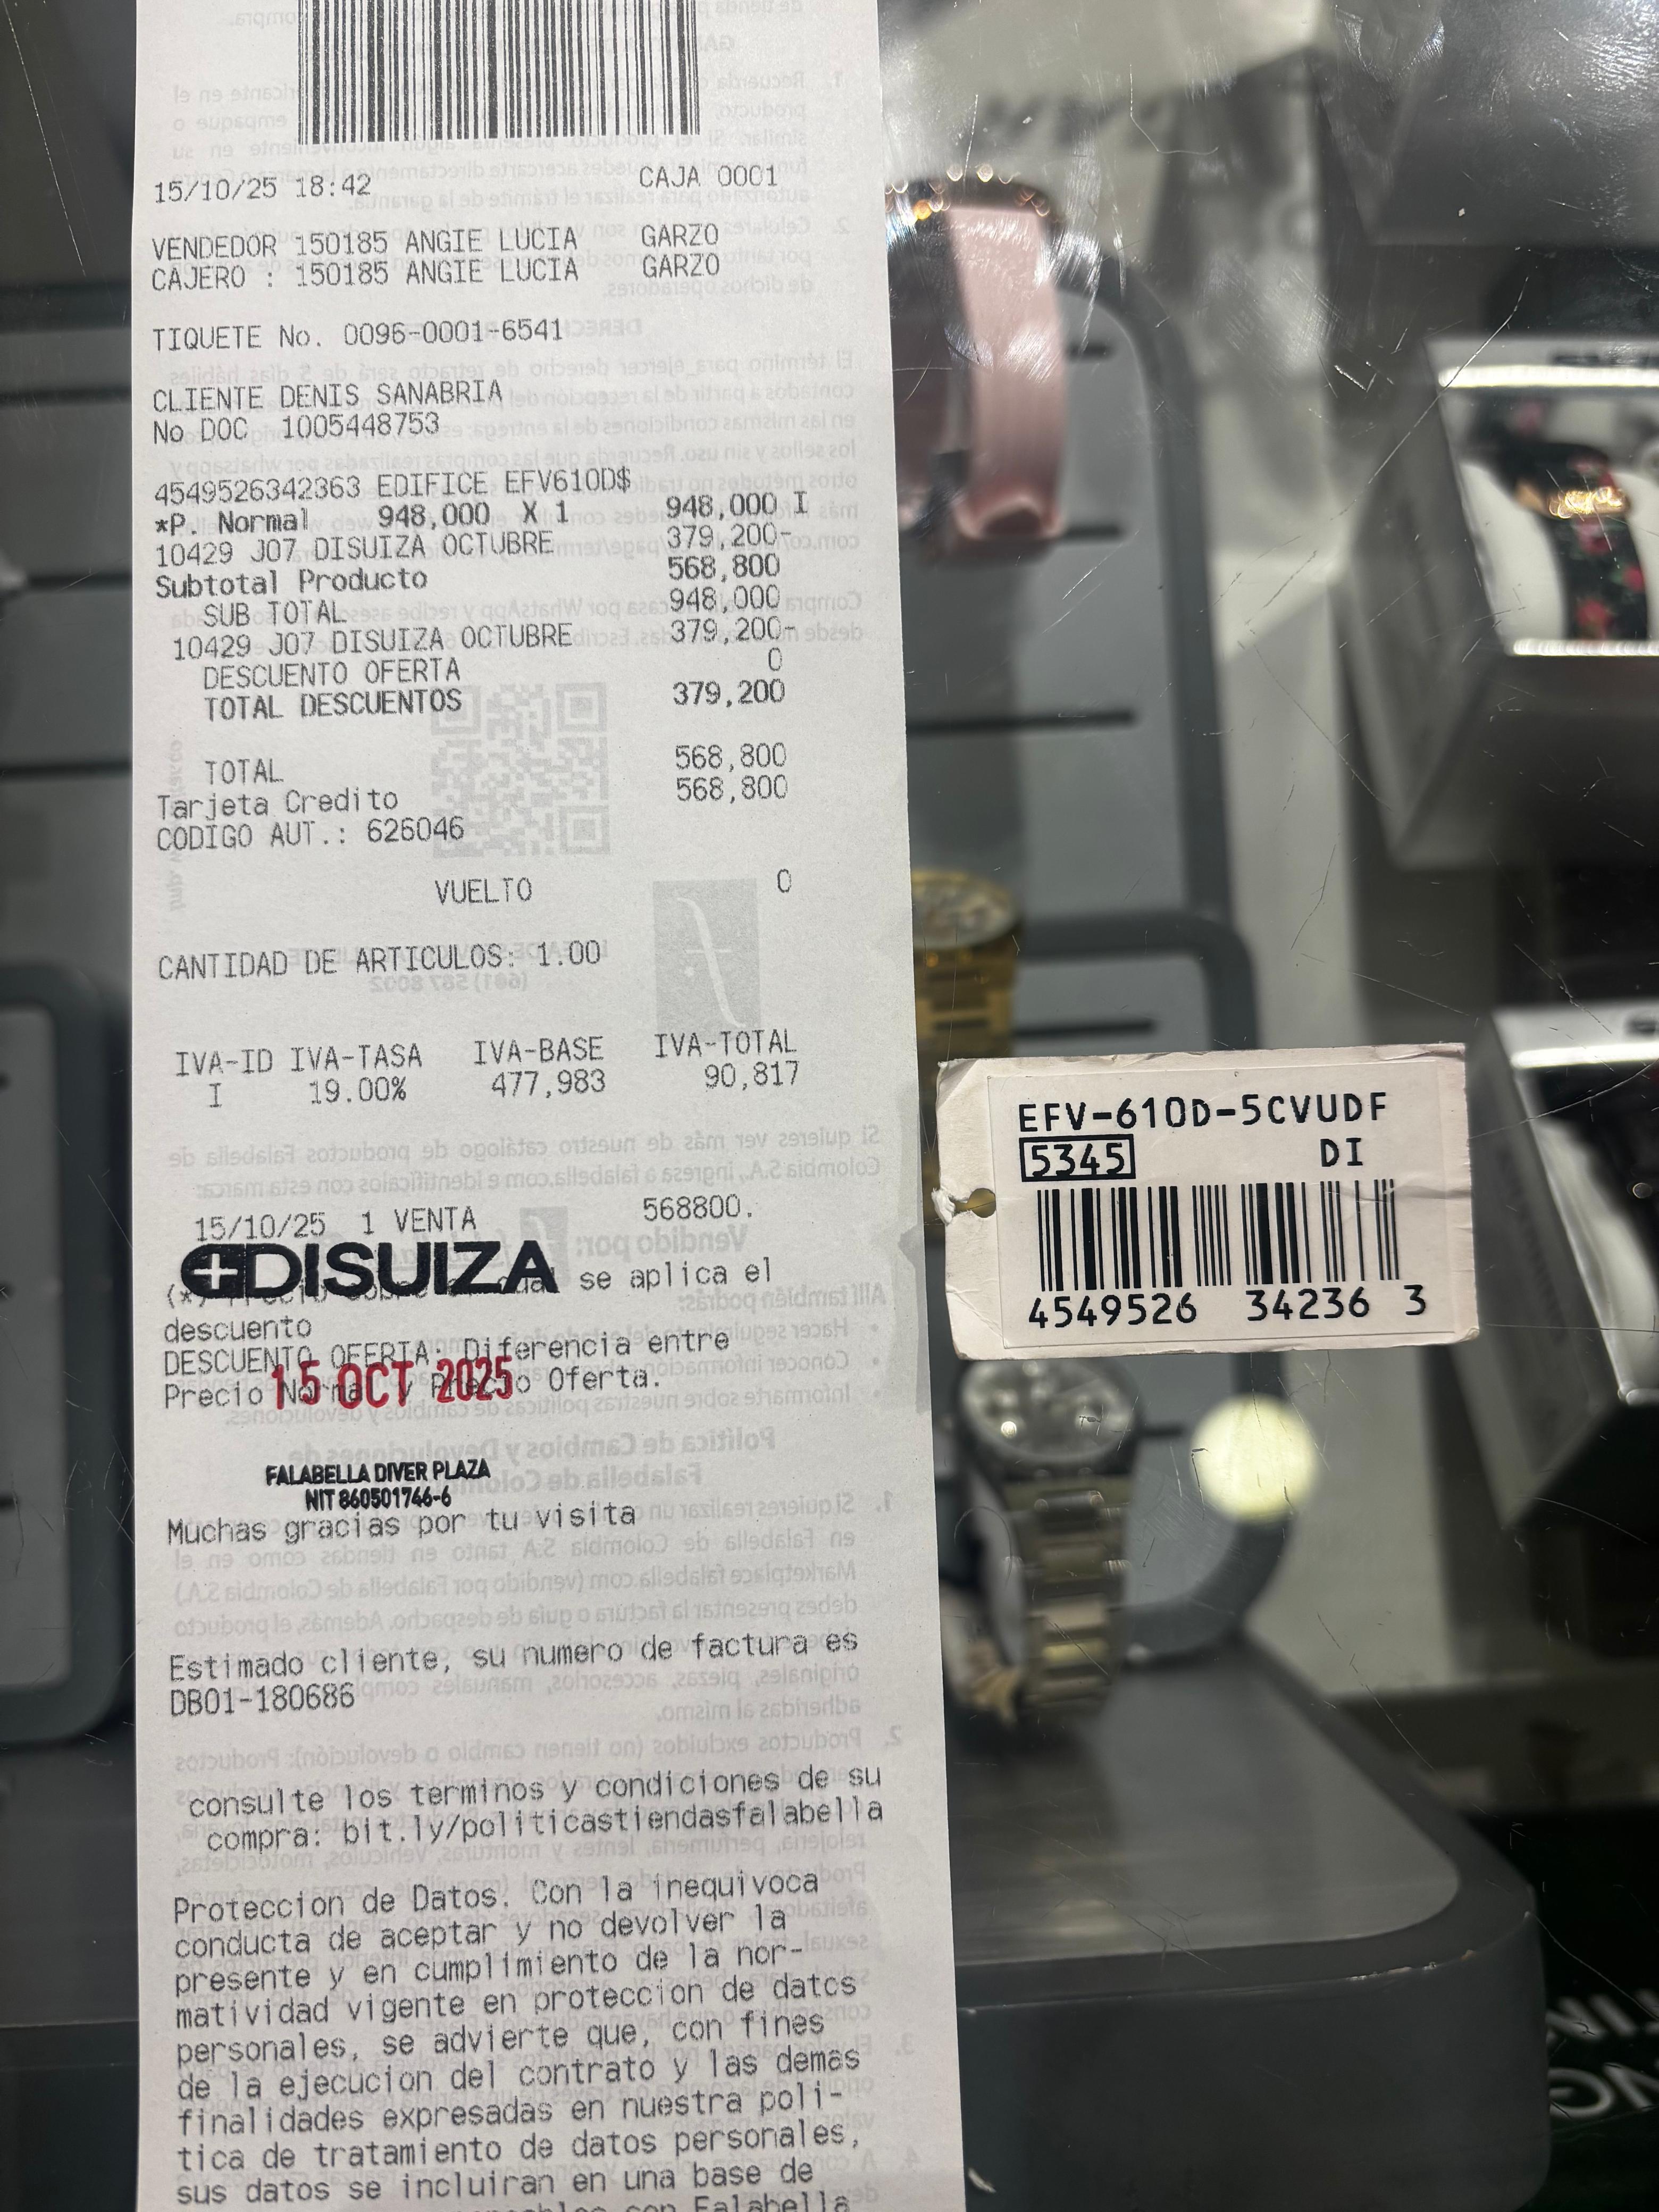 15/10/25 18:42 CAJA 0001
VENDEDOR 150185 ANGIE LUCIA GARZO
CAJERO : 150185 ANGIE LUCIA GARZO
TIQUETE No. 0096-0001-6541
CLIENTE DENIS SANABRIA
No DOC 1005448753
4549526342363 EDIFICE EFV610D$
*P. Normal 948,000 X 1 948,000 I
10429 J07 DISUIZA OCTUBRE 379,200-
Subtotal Producto 568,800
SUB TOTAL 948,000
10429 J07 DISUIZA OCTUBRE 379,200-
DESCUENTO OFERTA 0
TOTAL DESCUENTOS 379,200
TOTAL 568,800
Tarjeta Credito 568,800
CODIGO AUT.: 626046
VUELTO 0
CANTIDAD DE ARTICULOS: 1.00
IVA-ID IVA-TASA IVA-BASE IVA-TOTAL
I 19.00% 477,983 90,817
15/10/25 1 VENTA 568800.
DISUIZA
(*) se aplica el
descuento
DESCUENTO OFERTA: Diferencia entre
Precio Normal y Precio Oferta.
15 OCT 2025
FALABELLA DIVER PLAZA
NIT 860501746-6
Muchas gracias por tu visita
Estimado cliente, su numero de factura es
DB01-180686
consulte los terminos y condiciones de su
compra: bit.ly/politicastiendasfalabella
Proteccion de Datos. Con la inequivoca
conducta de aceptar y no devolver la
presente y en cumplimiento de la nor-
matividad vigente en proteccion de datos
personales, se advierte que, con fines
de la ejecucion del contrato y las demas
finalidades expresadas en nuestra poli-
tica de tratamiento de datos personales,
sus datos se incluiran en una base de
con Falabella
EFV-610D-5CVUDF
5345 DI
4549526 34236 3